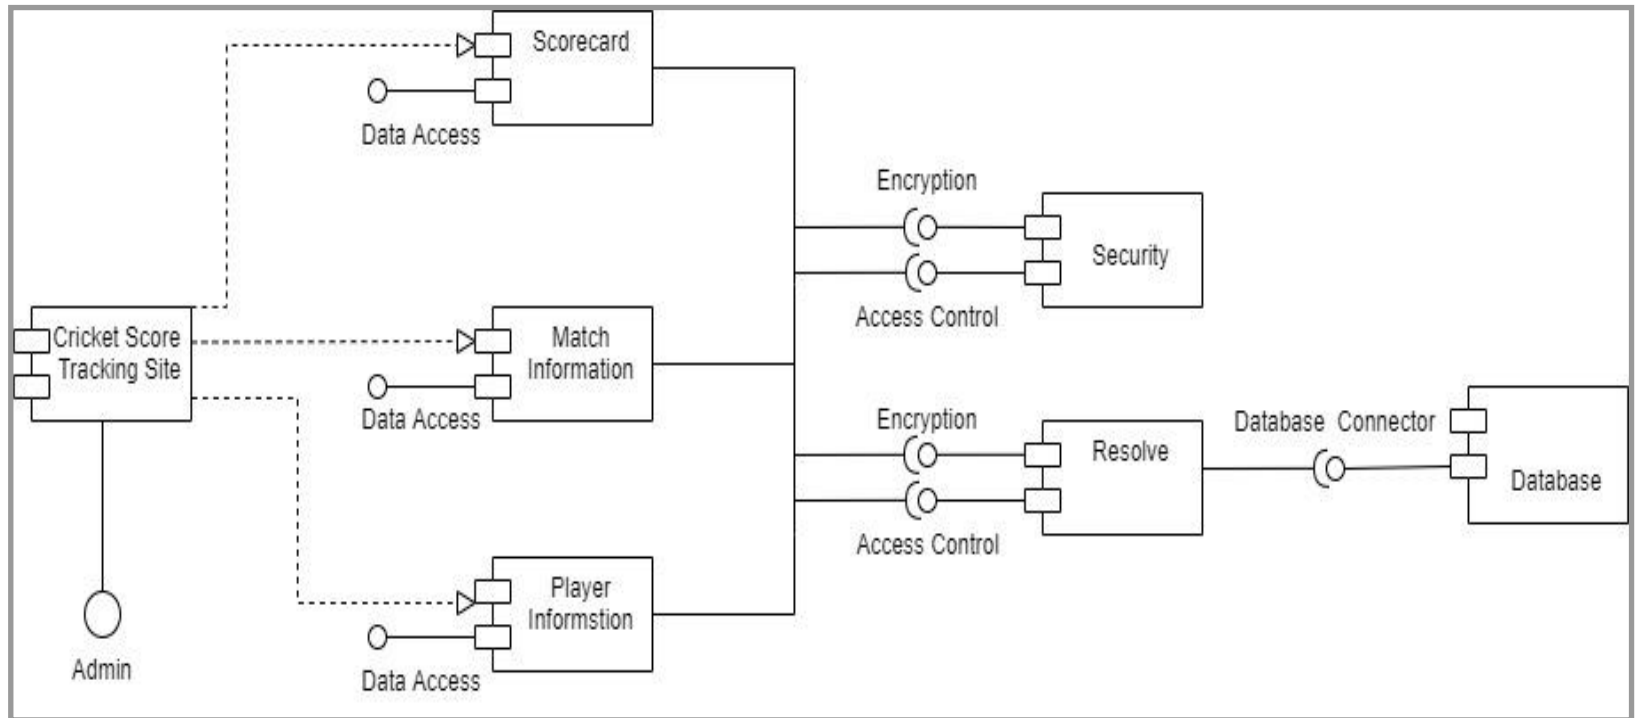 Scorecard
Data Access
Encryption
Security
Access Control
Cricket Score
Tracking Site
Match
Information
Data Access
Encryption
Resolve
Database Connector
Database
Access Control
Player
Informstion
Admin
Data Access